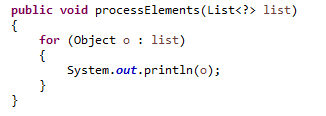 public void processElements(List<?> list)
{
    for (Object o : list)
    {
        System.out.println(o);
    }
}